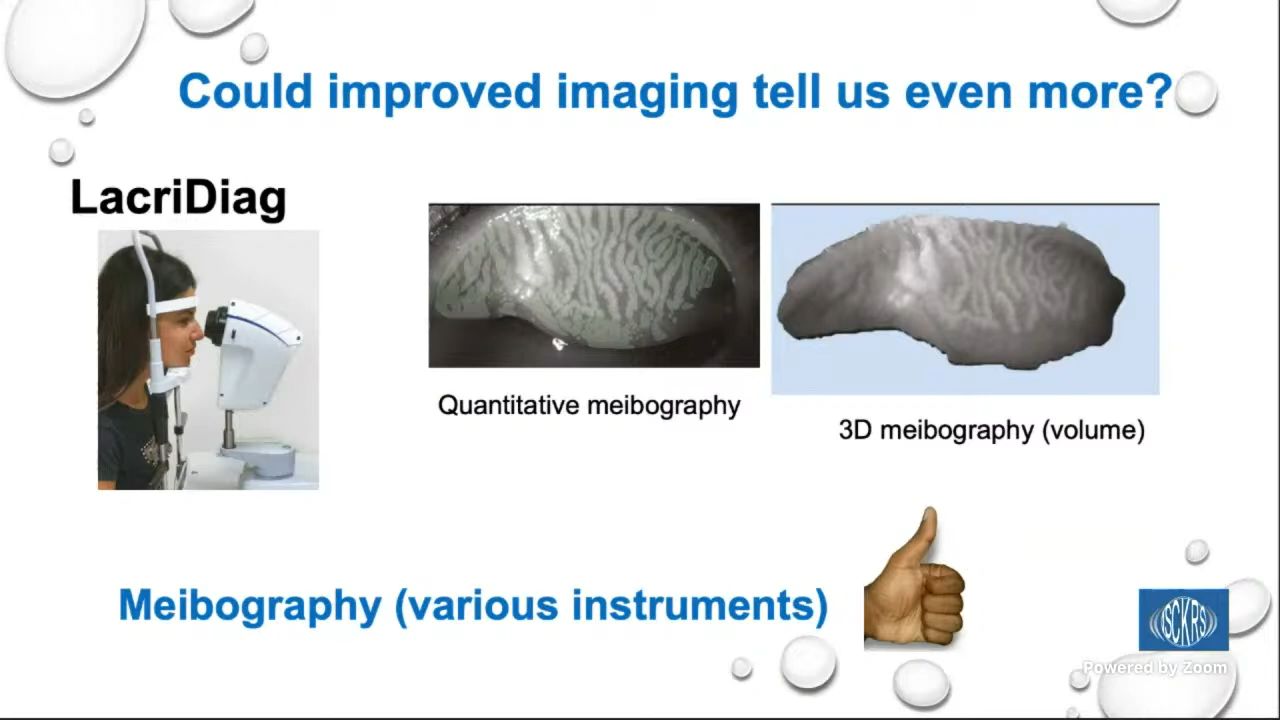 Could improved imaging tell us even more?
LacriDiag
Quantitative meibography
3D meibography (volume)
Meibography (various instruments)
ISCKRS
Powered by Zoom